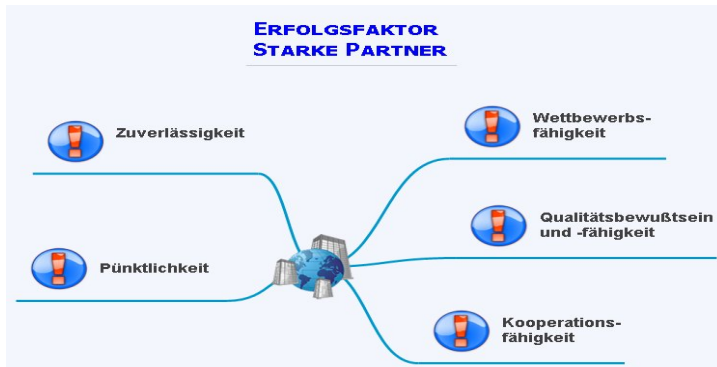 ERFOLGSFAKTOR
STARKE PARTNER
Zuverlässigkeit
Wettbewerbs-
fähigkeit
Qualitätsbewußtsein
und -fähigkeit
Pünktlichkeit
Kooperations-
fähigkeit